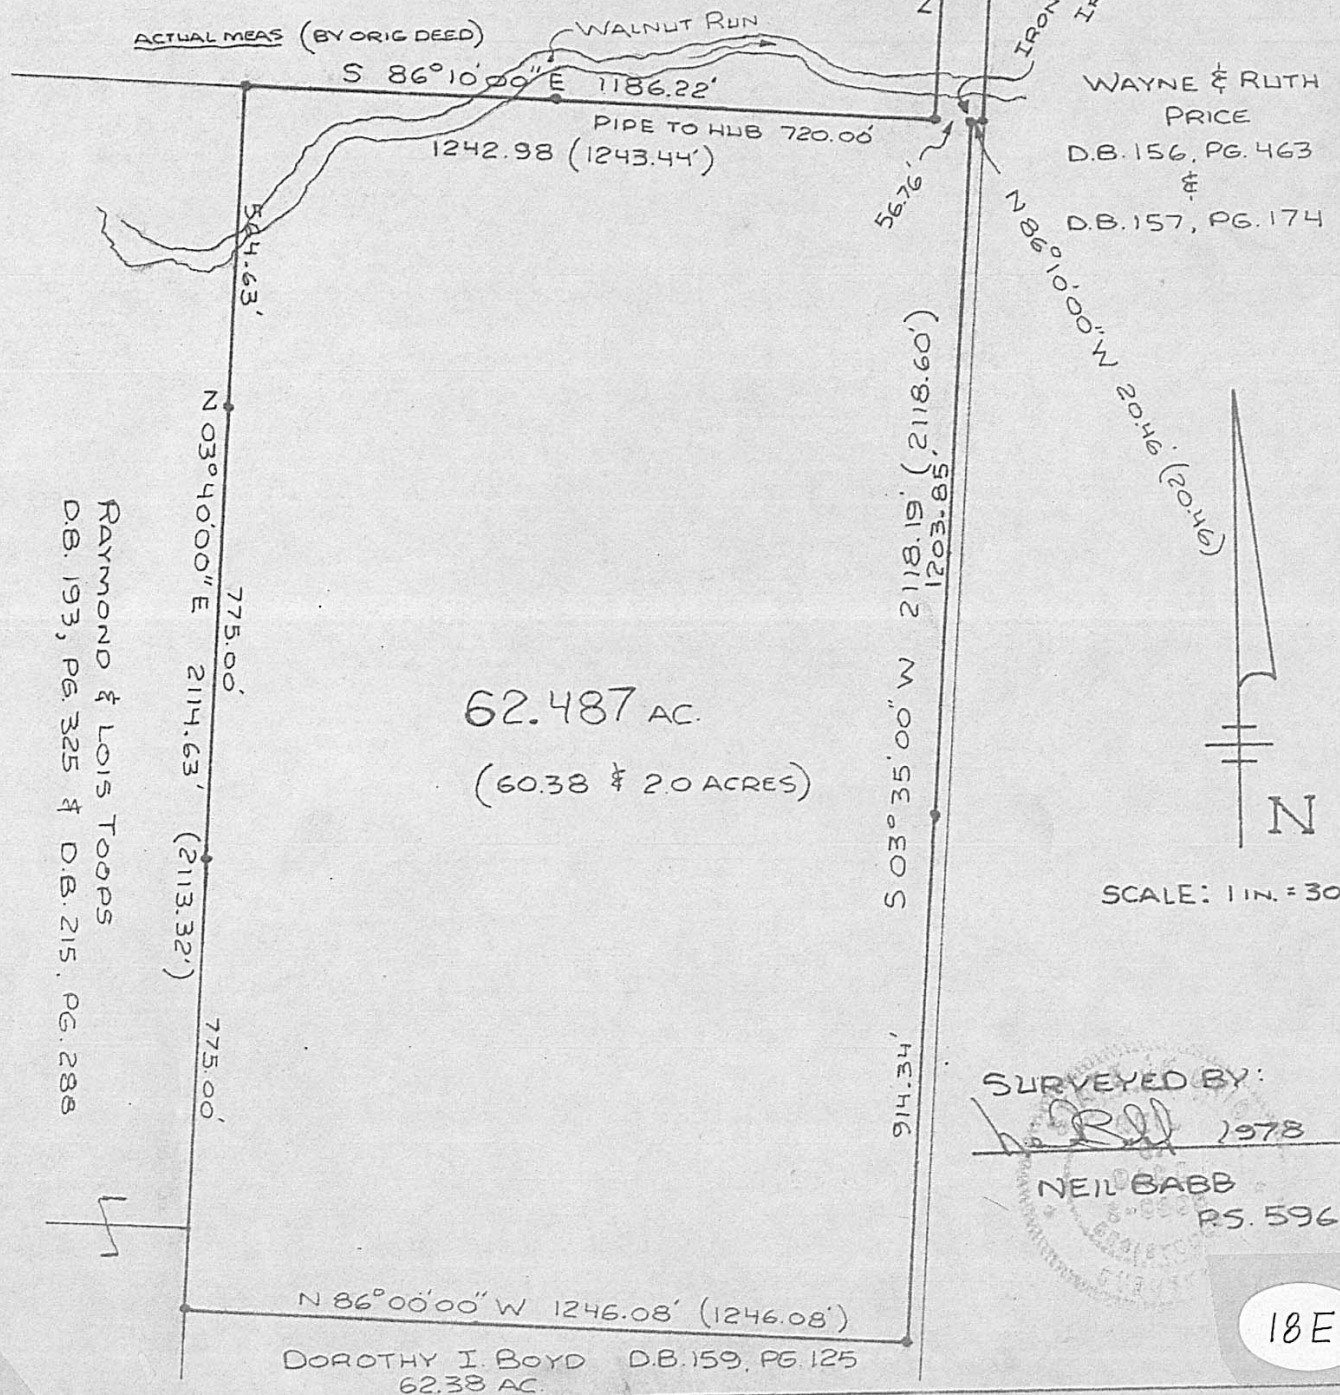 ACTUAL MEAS (BY ORIG DEED)
WALNUT RUN
S 86°10'00" E 1186.22'
PIPE TO HUB 720.00'
1242.98 (1243.44')
56.76'
WAYNE & RUTH
PRICE
D.B. 156, PG. 463
&
D.B. 157, PG. 174
N 86°10'00" W 20.46' (20.46)
564.63'
N 03°40'00" E 2114.63' (2113.32')
775.00'
775.00'
RAYMOND & LOIS TOOPS
D.B. 193, PG. 325 & D.B. 215, PG. 288
62.487 AC.
(60.38 & 2.0 ACRES)
S 03°35'00" W 2118.19' (2118.60')
1203.85'
914.34'
N
SCALE: 1 IN. = 30
SURVEYED BY:
1978
NEIL BABB
P.S. 596
N 86°00'00" W 1246.08' (1246.08')
DOROTHY I. BOYD D.B. 159, PG. 125
62.38 AC.
18E